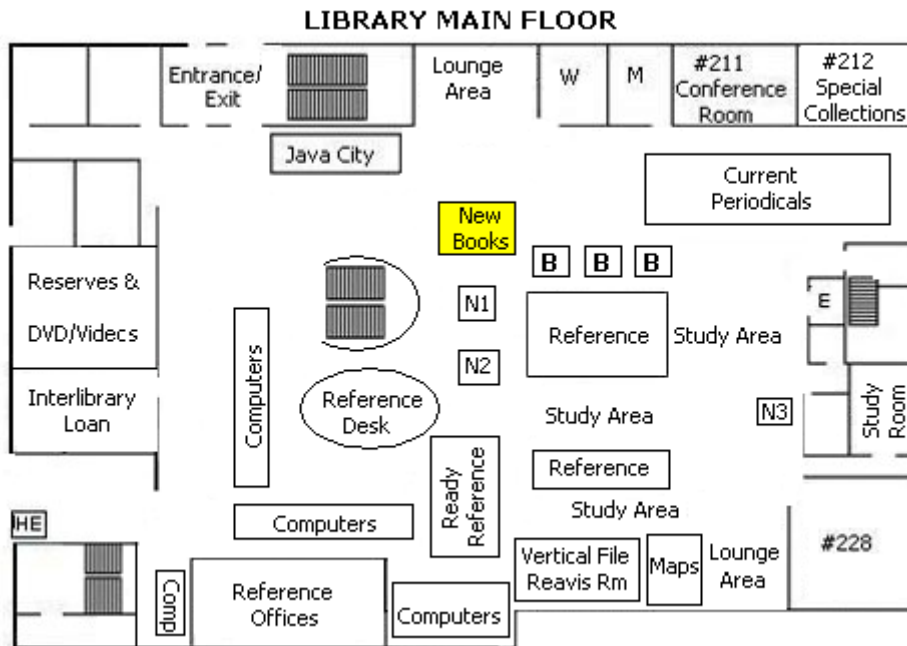 LIBRARY MAIN FLOOR
Entrance/
Exit
Lounge
Area
W
M
#211
Conference
Room
#212
Special
Collections
Java City
Current
Periodicals
New
Books
B
B
B
Reserves &
DVD/Videcs
E
N1
Reference
Study Area
N2
Computers
Interlibrary
Loan
Reference
Desk
Study Area
N3
Study
Room
Ready
Reference
Reference
Study Area
HE
Computers
Vertical File
Reavis Rm
Maps
Lounge
Area
#228
Comp
Reference
Offices
Computers